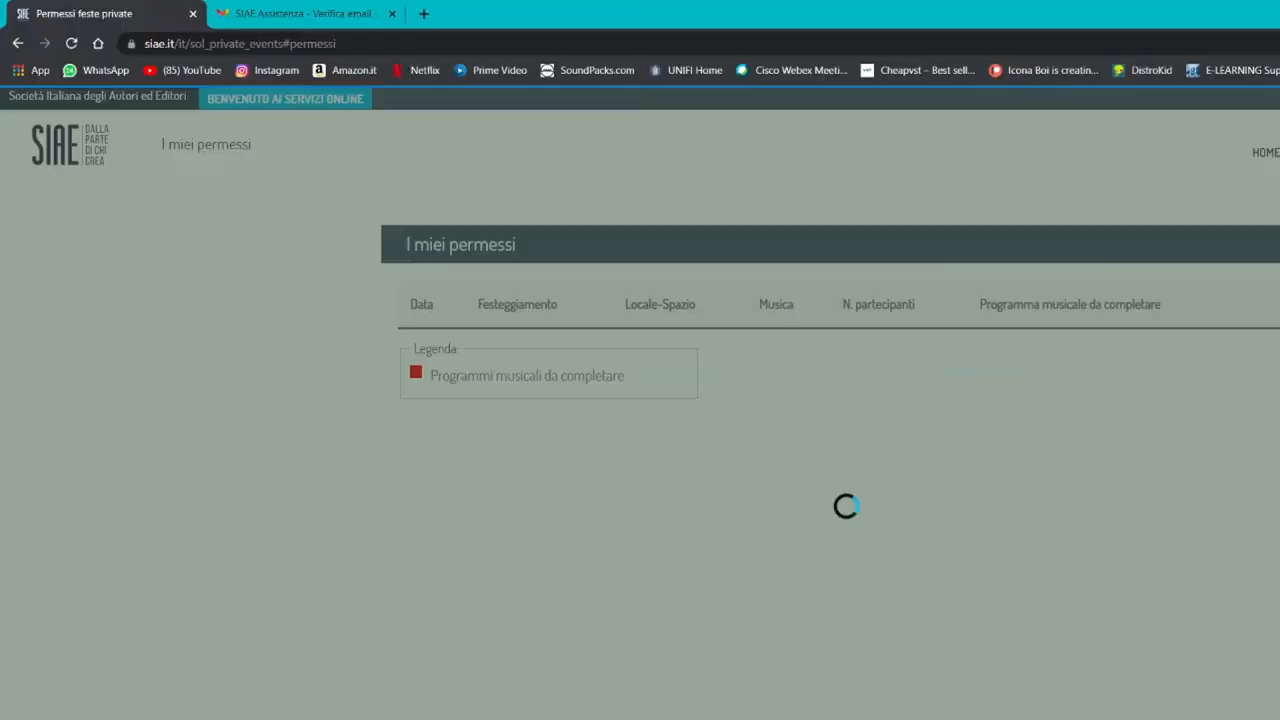 SIAE Permessi feste private
SIAE Assistenza - Verifica email
siae.it/it/sol_private_events#permessi
App WhatsApp (85) YouTube Instagram Amazon.it Netflix Prime Video SoundPacks.com UNIFI Home Cisco Webex Meeti... Cheapvst – Best sell... Icona Boi is creatin... DistroKid E-LEARNING Sup
Società Italiana degli Autori ed Editori BENVENUTO AI SERVIZI ONLINE
SIAE
DALLA
PARTE
DI CHI
CREA
I miei permessi
HOME
I miei permessi
Data Festeggiamento Locale-Spazio Musica N. partecipanti Programma musicale da completare
Legenda:
Programmi musicali da completare